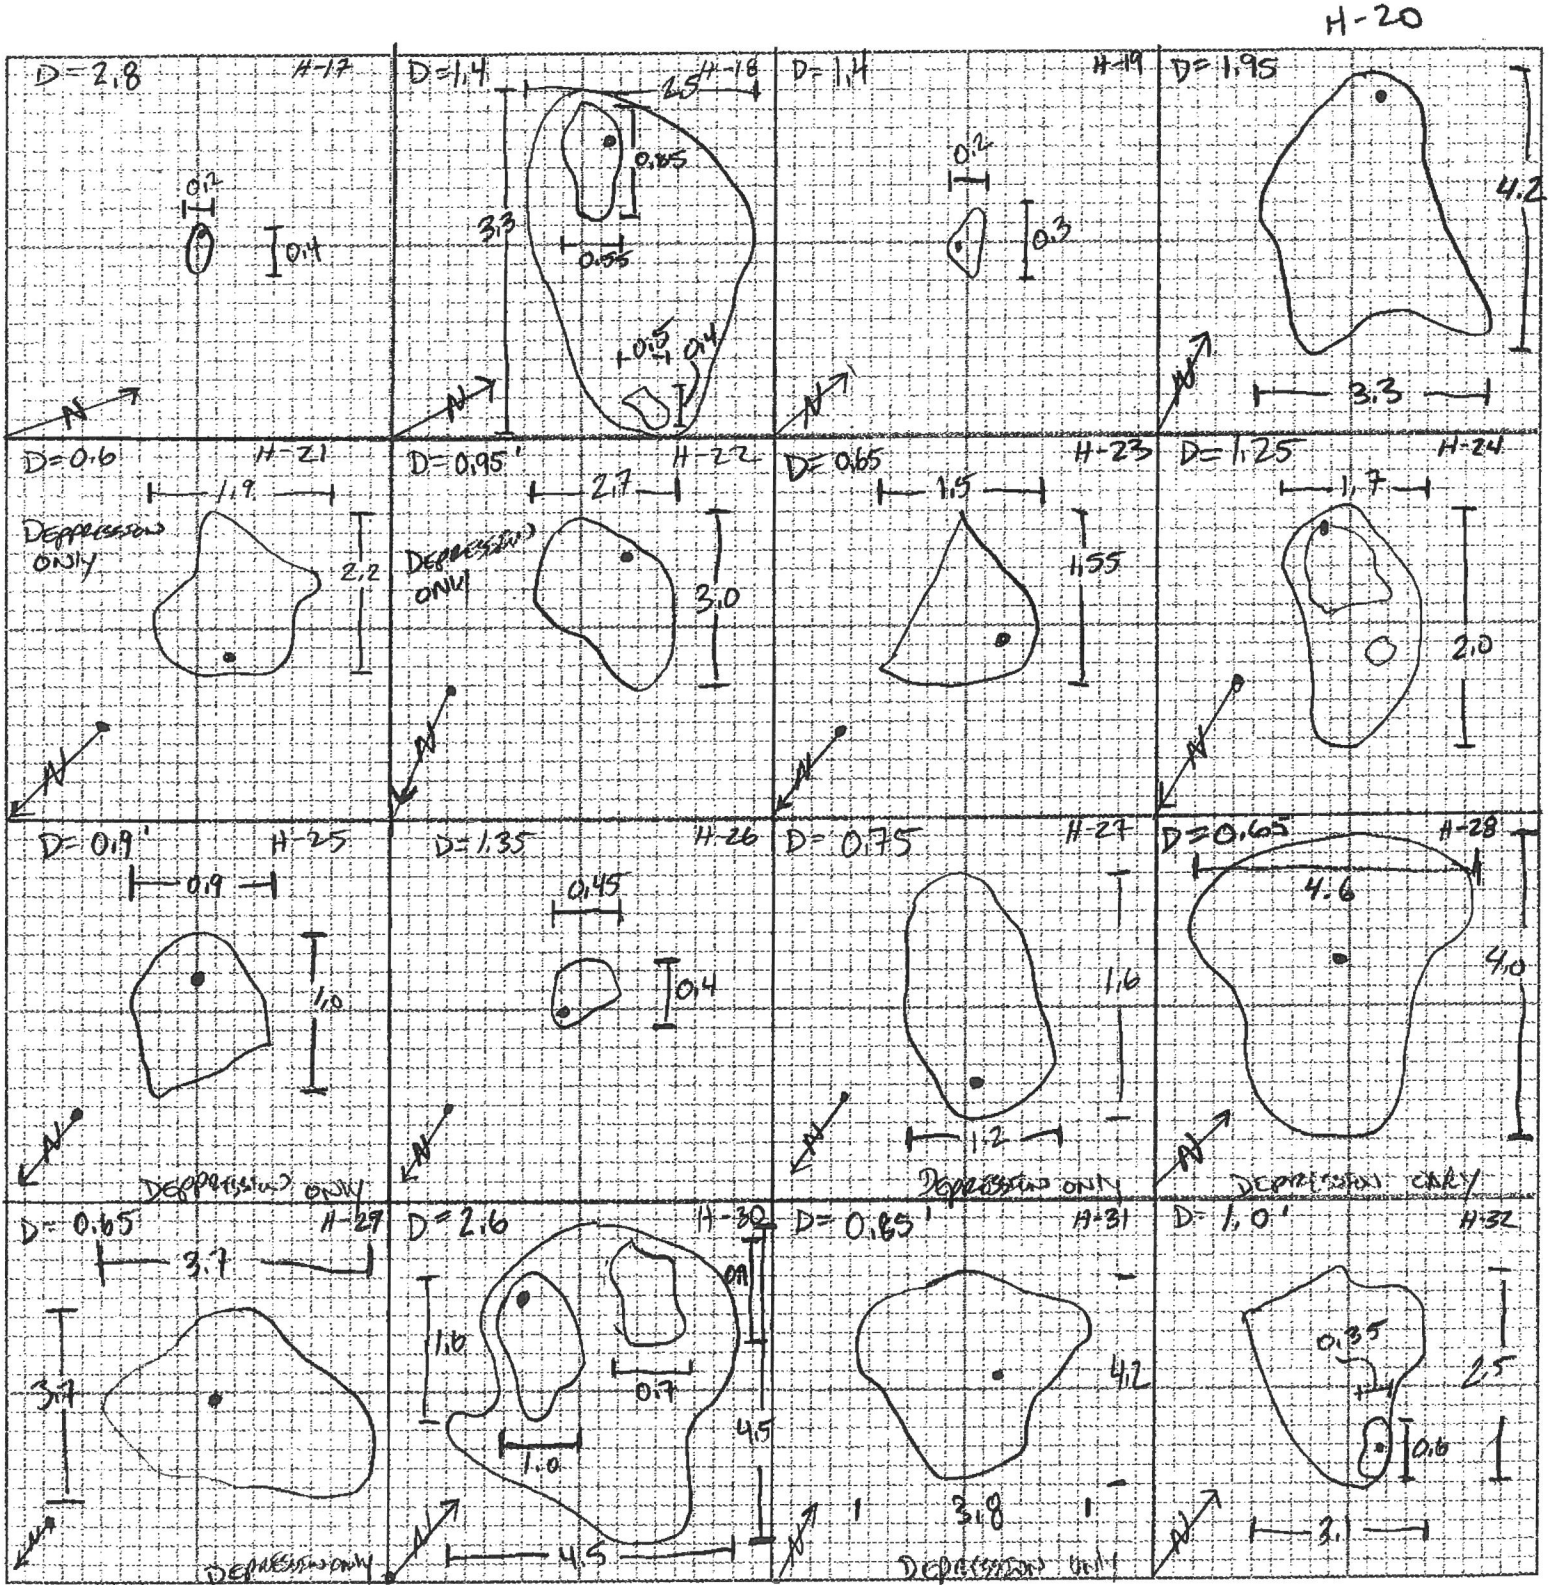 H-20
D=2.8 H-17
0.2
0.4
N
D=1.4 H-18
2.5
0.85
3.3
0.55
0.5 0.4
N
D=1.4 H-19
0.2
0.3
N
D=1.95
4.2
N
3.3
D=0.6 H-21
1.9
DEPPRESSION
ONLY
2.2
N
D=0.95' H-22
2.7
DEPRESSION
ONLY
3.0
N
D=0.65 H-23
1.5
1.55
N
D=1.25 H-24
1.7
2.0
N
D=0.9' H-25
0.9
1.0
N
DEPPRESSION ONLY
D=1.35 H-26
0.45
0.4
N
D=0.75 H-27
1.6
N
1.2
DEPPRESSION ONLY
D=0.65 H-28
4.6
4.0
N
DEPRESSION ONLY
D=0.65 H-29
3.7
3.7
N
DEPRESSION ONLY
D=2.6 H-30
1.6
0.7
4.5
1.0
N
4.5
D=0.85' H-31
4.2
3.8
N
DEPRESSION ONLY
D=1.0' H-32
0.35
2.5
0.6
N
3.1